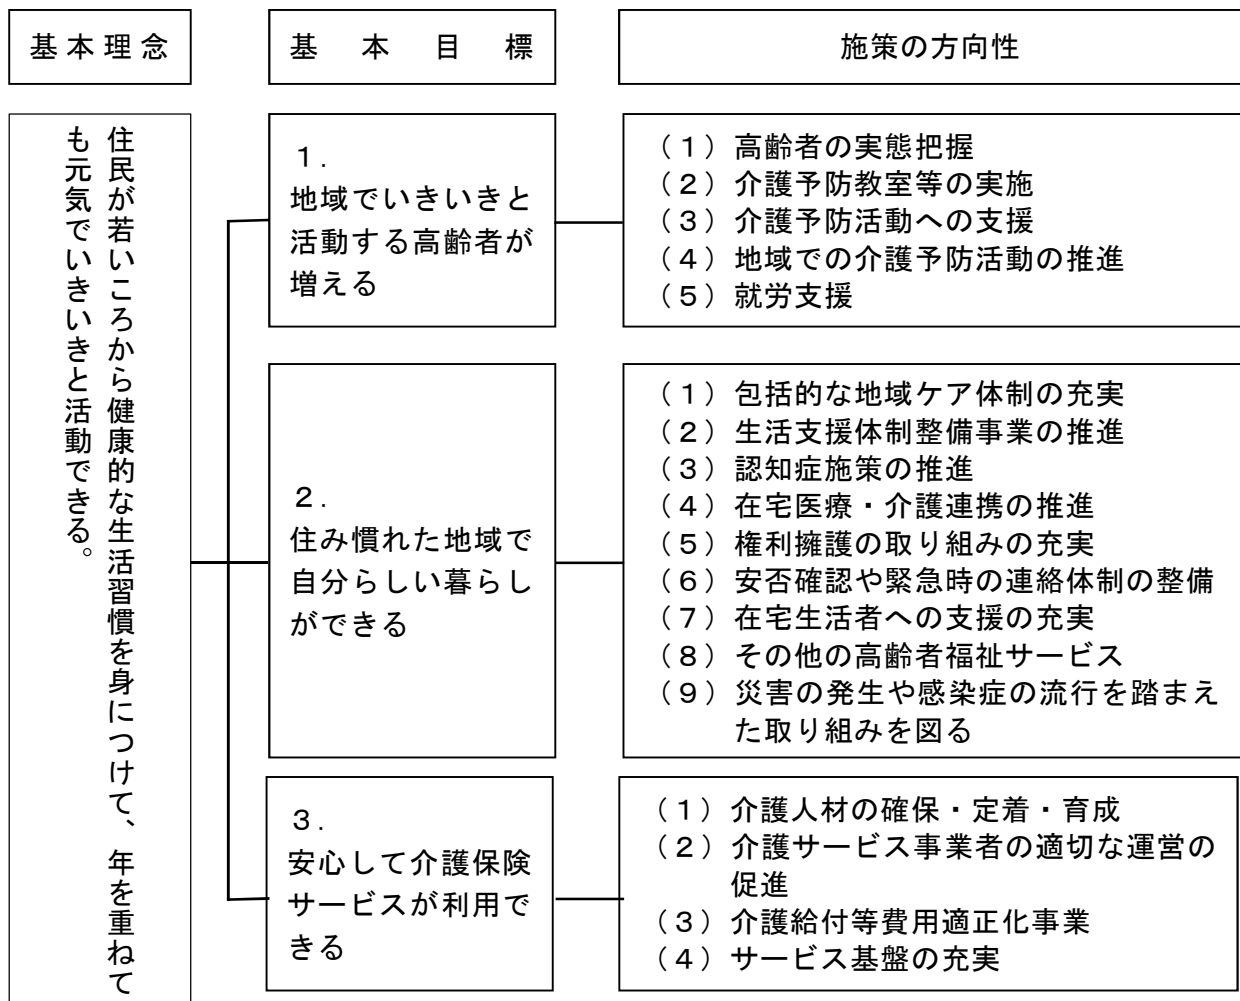 基本理念
基本目標
施策の方向性
住民が若いころから健康的な生活習慣を身につけて、年を重ねて
も元気でいきいきと活動できる。
１．
地域でいきいきと
活動する高齢者が
増える
（１）高齢者の実態把握
（２）介護予防教室等の実施
（３）介護予防活動への支援
（４）地域での介護予防活動の推進
（５）就労支援
２．
住み慣れた地域で
自分らしい暮らし
ができる
（１）包括的な地域ケア体制の充実
（２）生活支援体制整備事業の推進
（３）認知症施策の推進
（４）在宅医療・介護連携の推進
（５）権利擁護の取り組みの充実
（６）安否確認や緊急時の連絡体制の整備
（７）在宅生活者への支援の充実
（８）その他の高齢者福祉サービス
（９）災害の発生や感染症の流行を踏まえ
た取り組みを図る
３．
安心して介護保険
サービスが利用で
きる
（１）介護人材の確保・定着・育成
（２）介護サービス事業者の適切な運営の
促進
（３）介護給付等費用適正化事業
（４）サービス基盤の充実